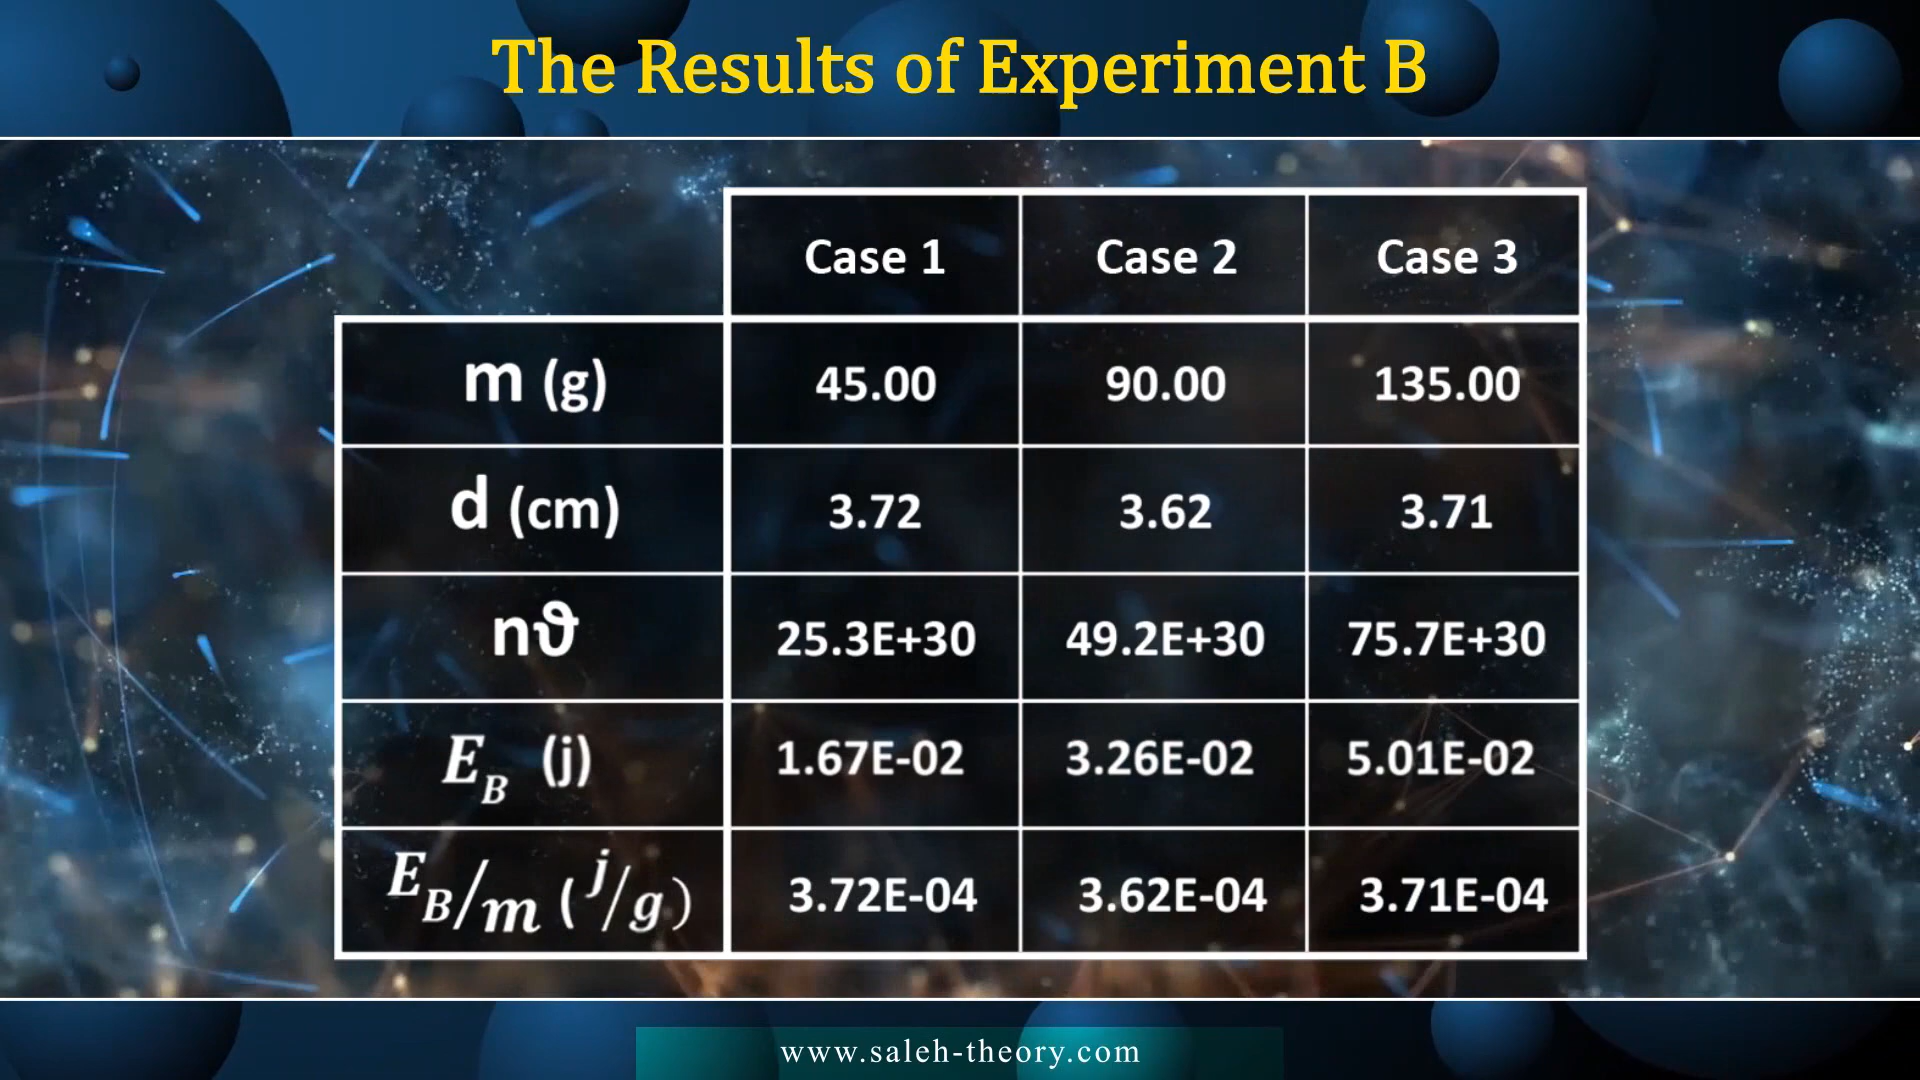 The Results of Experiment B
Case 1 Case 2 Case 3
m (g) 45.00 90.00 135.00
d (cm) 3.72 3.62 3.71
nϑ 25.3E+30 49.2E+30 75.7E+30
E_B (j) 1.67E-02 3.26E-02 5.01E-02
E_B/m (j/g) 3.72E-04 3.62E-04 3.71E-04
www.saleh-theory.com